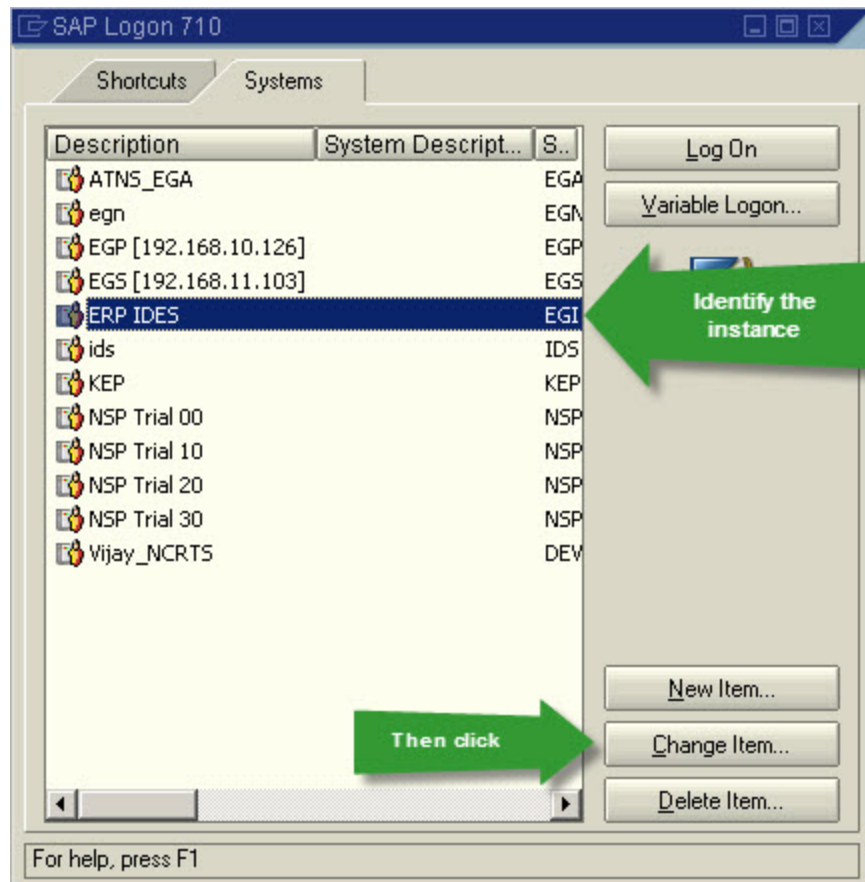 SAP Logon 710
Shortcuts Systems
Description System Descript... S..
ATNS_EGA EGA
egn EGN
EGP [192.168.10.126] EGP
EGS [192.168.11.103] EGS
ERP IDES EGI
ids IDS
KEP KEP
NSP Trial 00 NSP
NSP Trial 10 NSP
NSP Trial 20 NSP
NSP Trial 30 NSP
Vijay_NCRTS DEV
Log On
Variable Logon...
Identify the
instance
New Item...
Then click
Change Item...
Delete Item...
For help, press F1